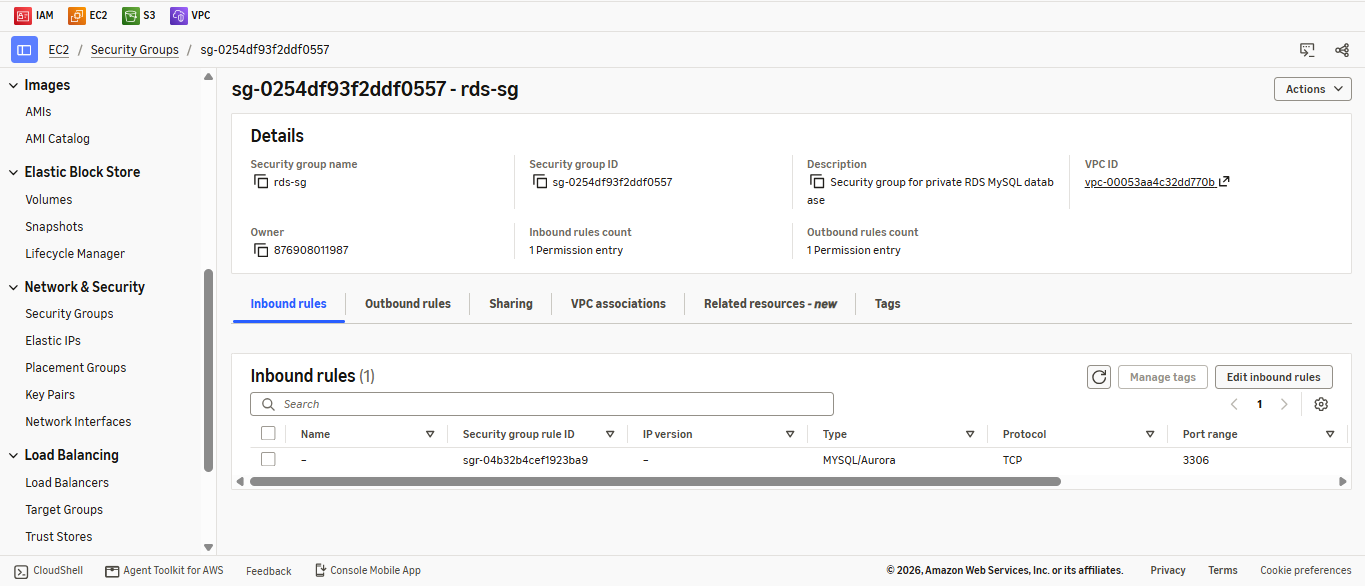 IAM EC2 S3 VPC
EC2 / Security Groups / sg-0254df93f2ddf0557
Images
AMIs
AMI Catalog
Elastic Block Store
Volumes
Snapshots
Lifecycle Manager
Network & Security
Security Groups
Elastic IPs
Placement Groups
Key Pairs
Network Interfaces
Load Balancing
Load Balancers
Target Groups
Trust Stores
sg-0254df93f2ddf0557 - rds-sg
Actions
Details
Security group name
rds-sg
Security group ID
sg-0254df93f2ddf0557
Description
Security group for private RDS MySQL datab
ase
VPC ID
vpc-00053aa4c32dd770b
Owner
876908011987
Inbound rules count
1 Permission entry
Outbound rules count
1 Permission entry
Inbound rules Outbound rules Sharing VPC associations Related resources - new Tags
Inbound rules (1)
Manage tags Edit inbound rules
Search
1
Name Security group rule ID IP version Type Protocol Port range
– sgr-04b32b4cef1923ba9 – MYSQL/Aurora TCP 3306
CloudShell Agent Toolkit for AWS Feedback Console Mobile App © 2026, Amazon Web Services, Inc. or its affiliates. Privacy Terms Cookie preferences